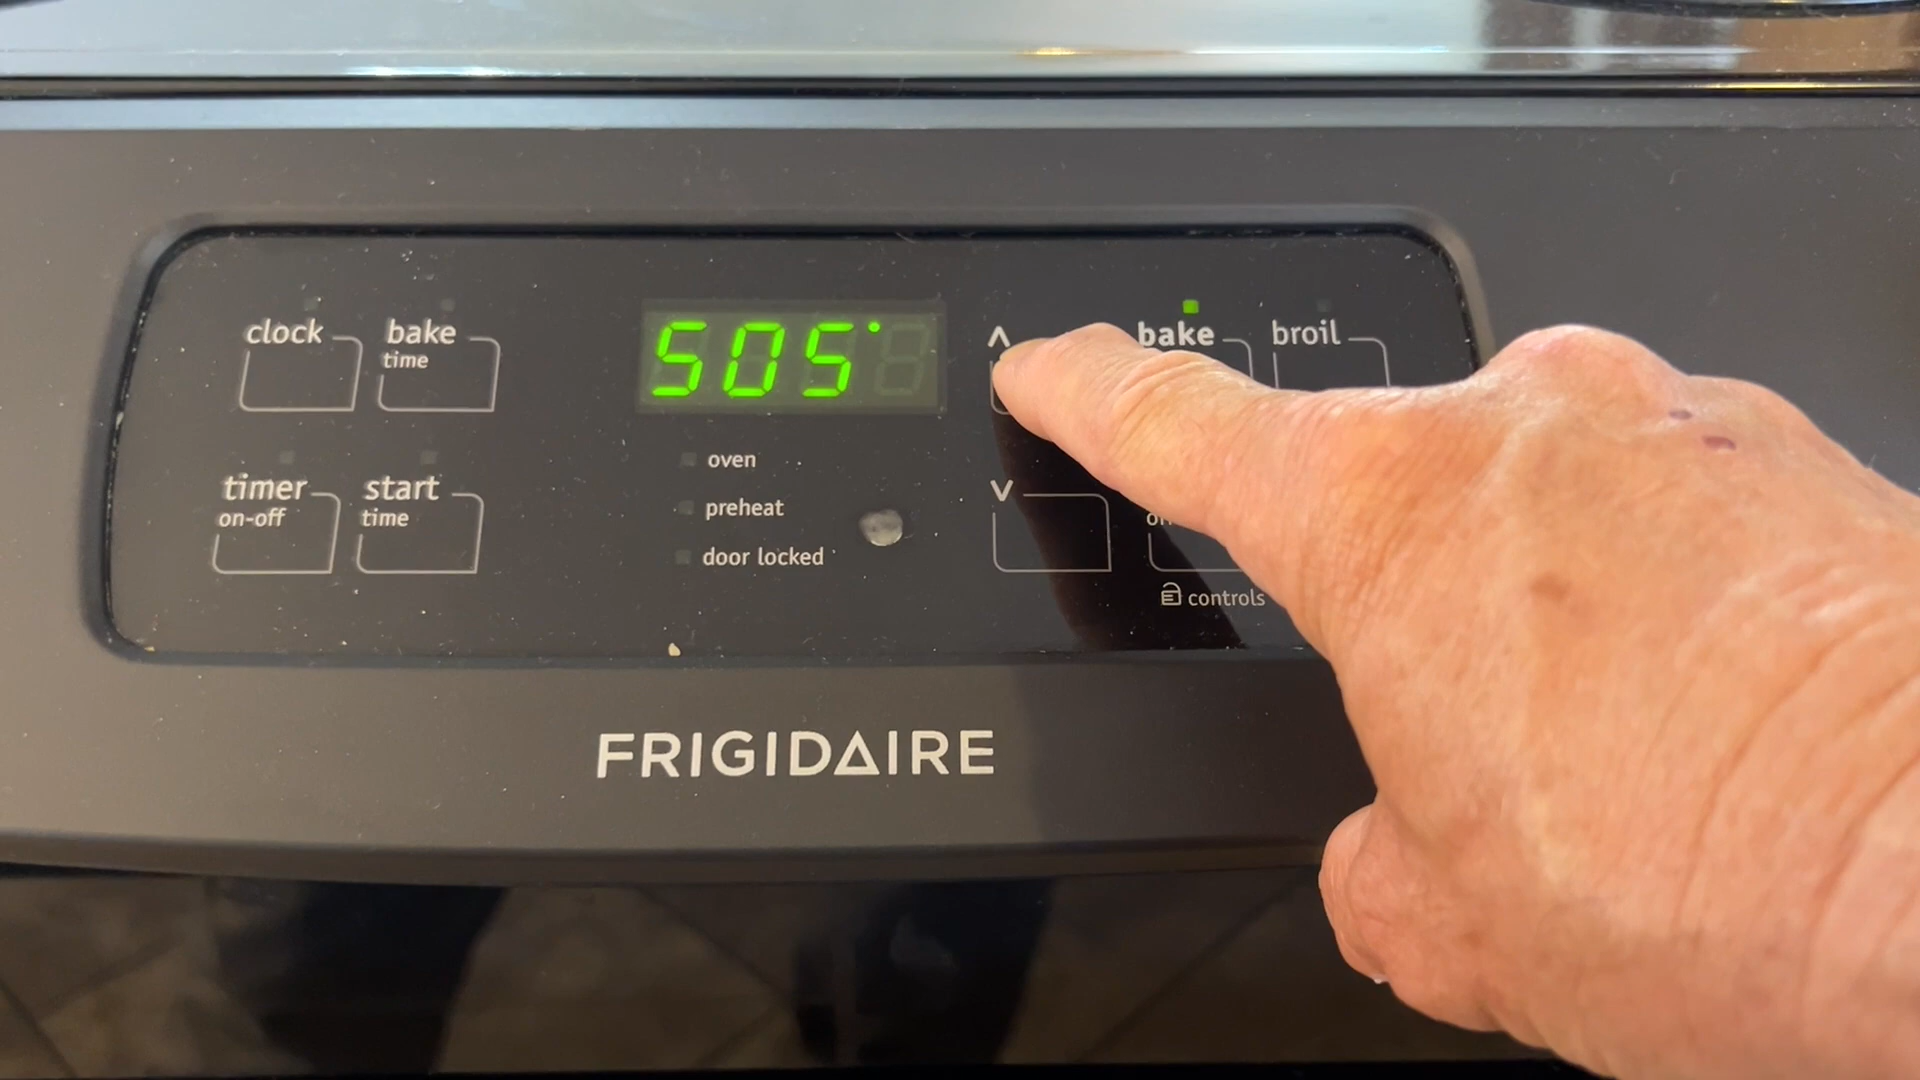 clock
bake
time
505°
^
bake
broil
timer
on-off
start
time
oven
preheat
door locked
v
controls
FRIGIDAIRE